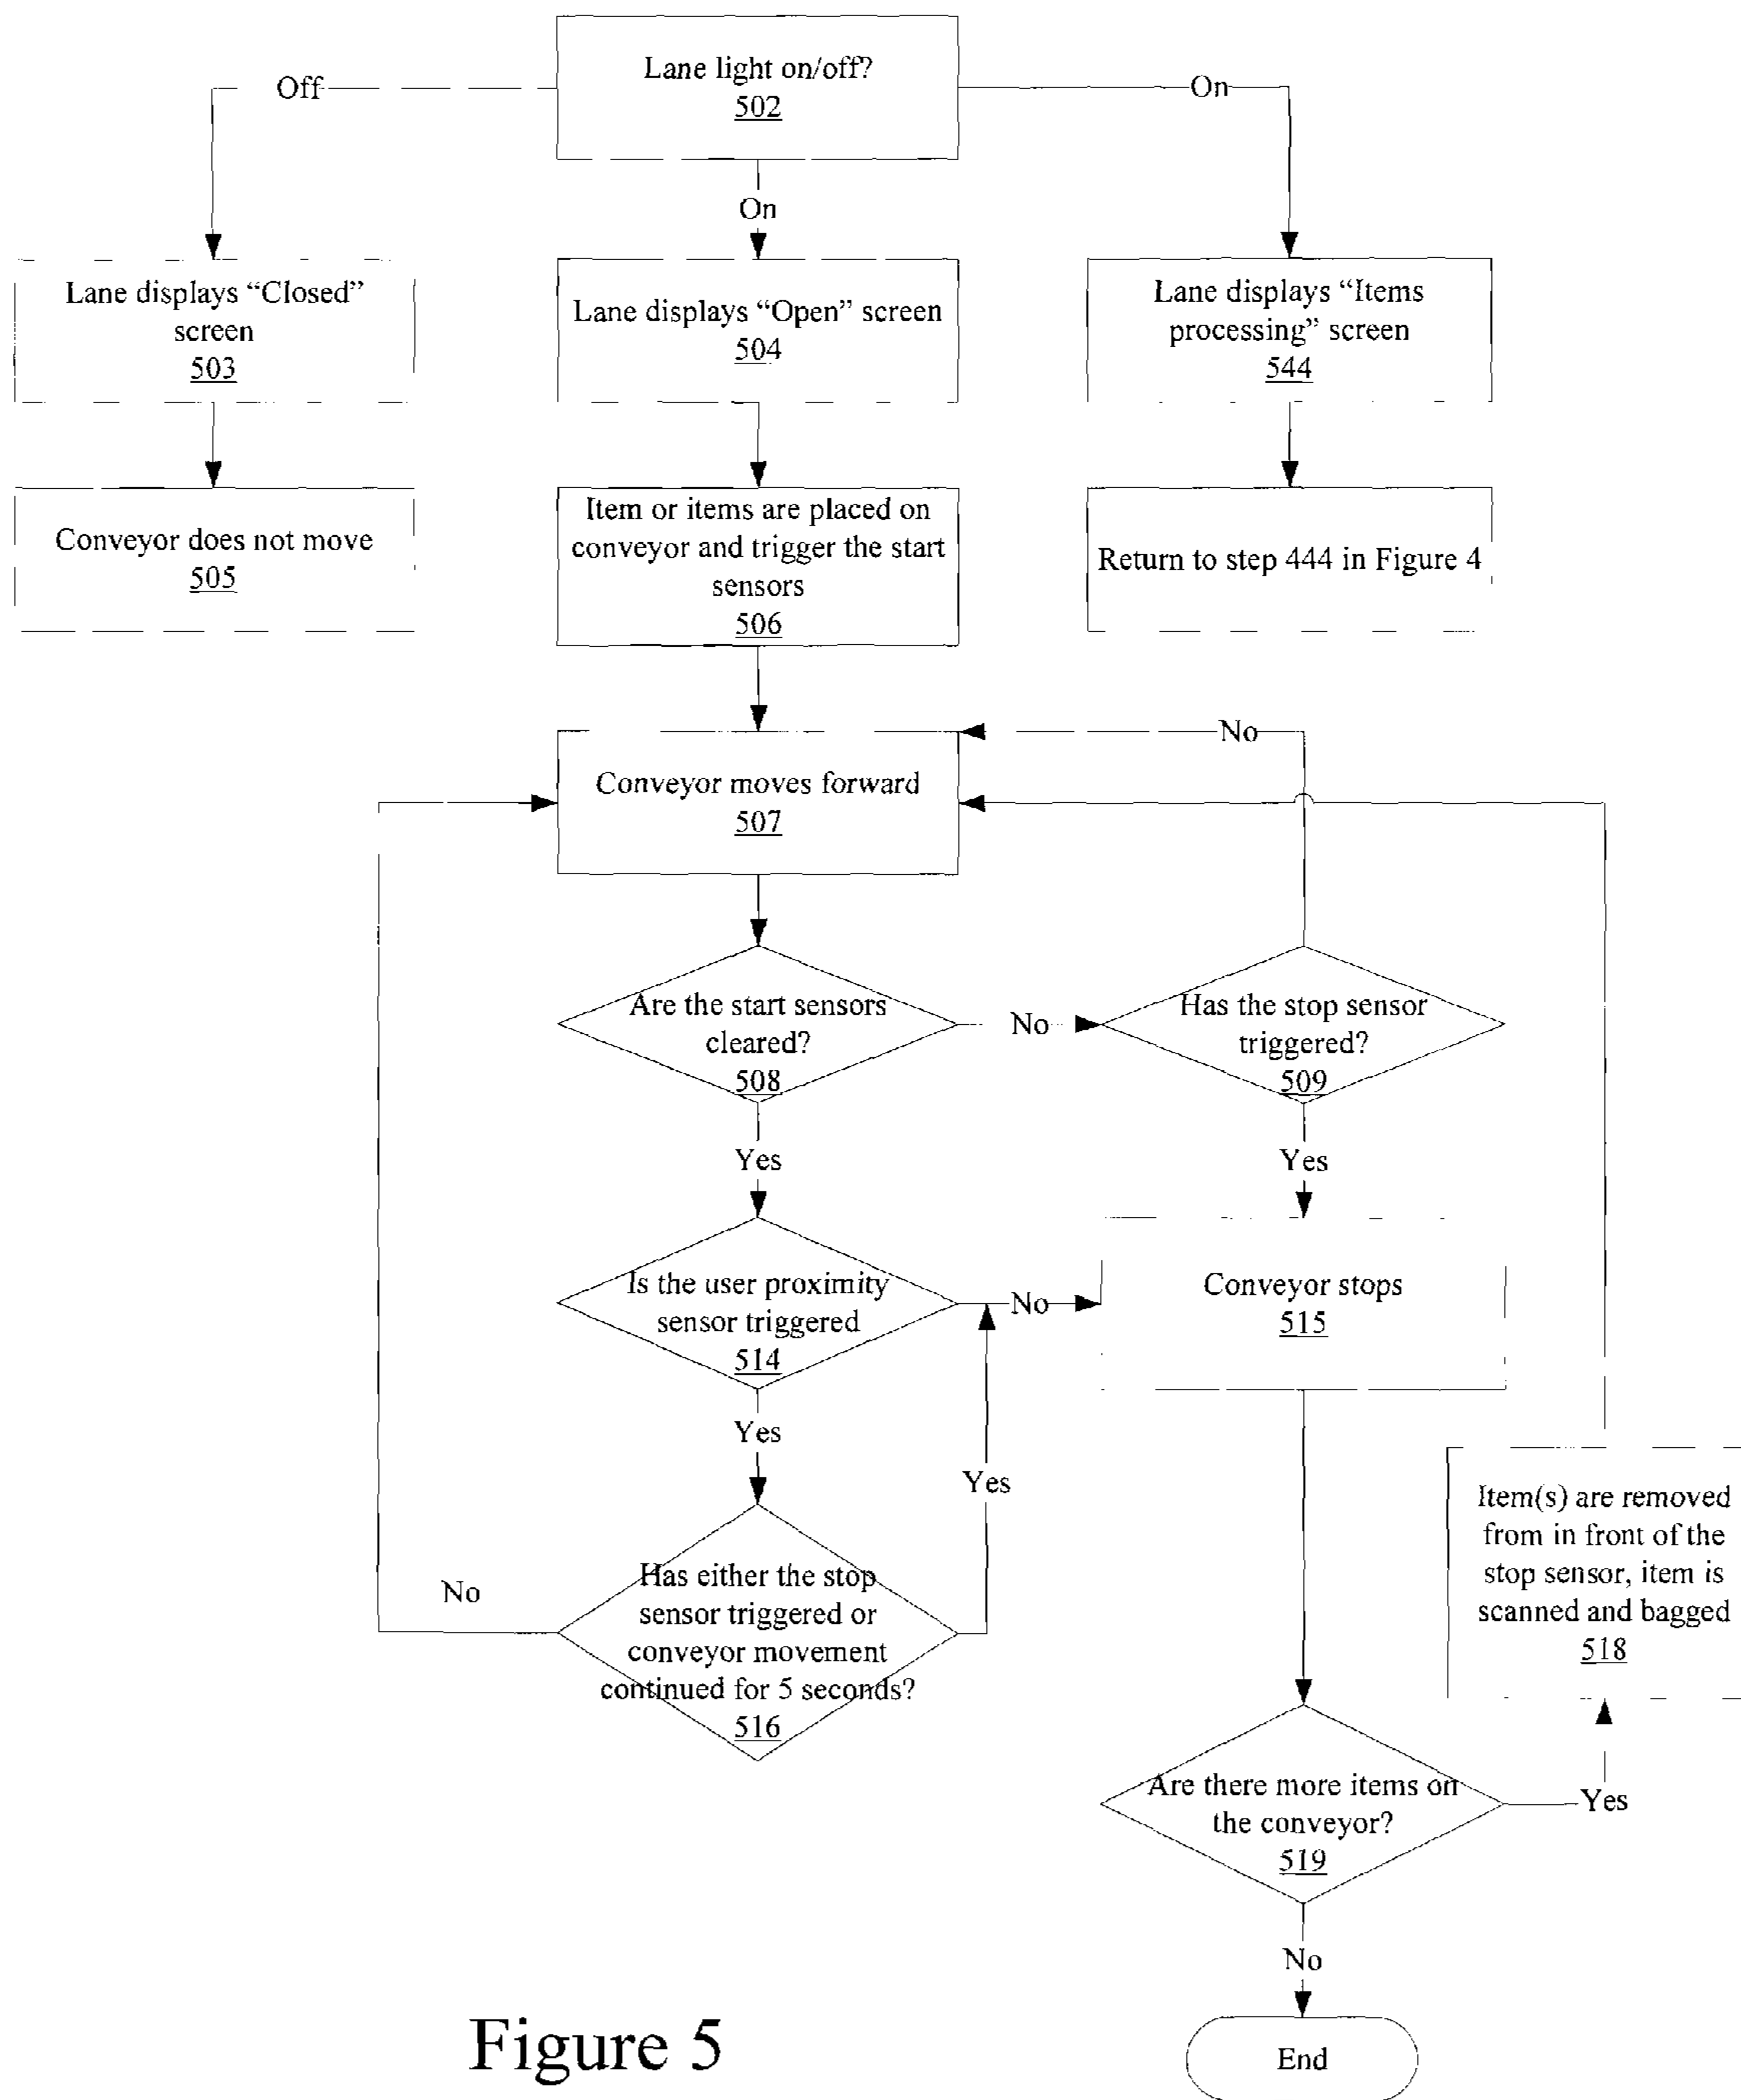 Lane light on/off?
502
Off
On
On
Lane displays “Closed”
screen
503
Lane displays “Open” screen
504
Lane displays “Items
processing” screen
544
Conveyor does not move
505
Item or items are placed on
conveyor and trigger the start
sensors
506
Return to step 444 in Figure 4
No
Conveyor moves forward
507
Are the start sensors
cleared?
508
No
Has the stop sensor
triggered?
509
Yes
Yes
Is the user proximity
sensor triggered
514
No
Conveyor stops
515
Yes
Yes
Has either the stop
sensor triggered or
conveyor movement
continued for 5 seconds?
516
No
Item(s) are removed
from in front of the
stop sensor, item is
scanned and bagged
518
Are there more items on
the conveyor?
519
Yes
No
End
Figure 5